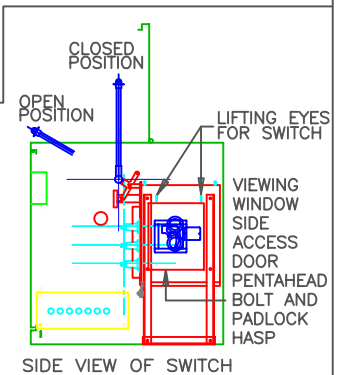 CLOSED
POSITION
OPEN
POSITION
LIFTING EYES
FOR SWITCH
VIEWING
WINDOW
SIDE
ACCESS
DOOR
PENTAHEAD
BOLT AND
PADLOCK
HASP
SIDE VIEW OF SWITCH